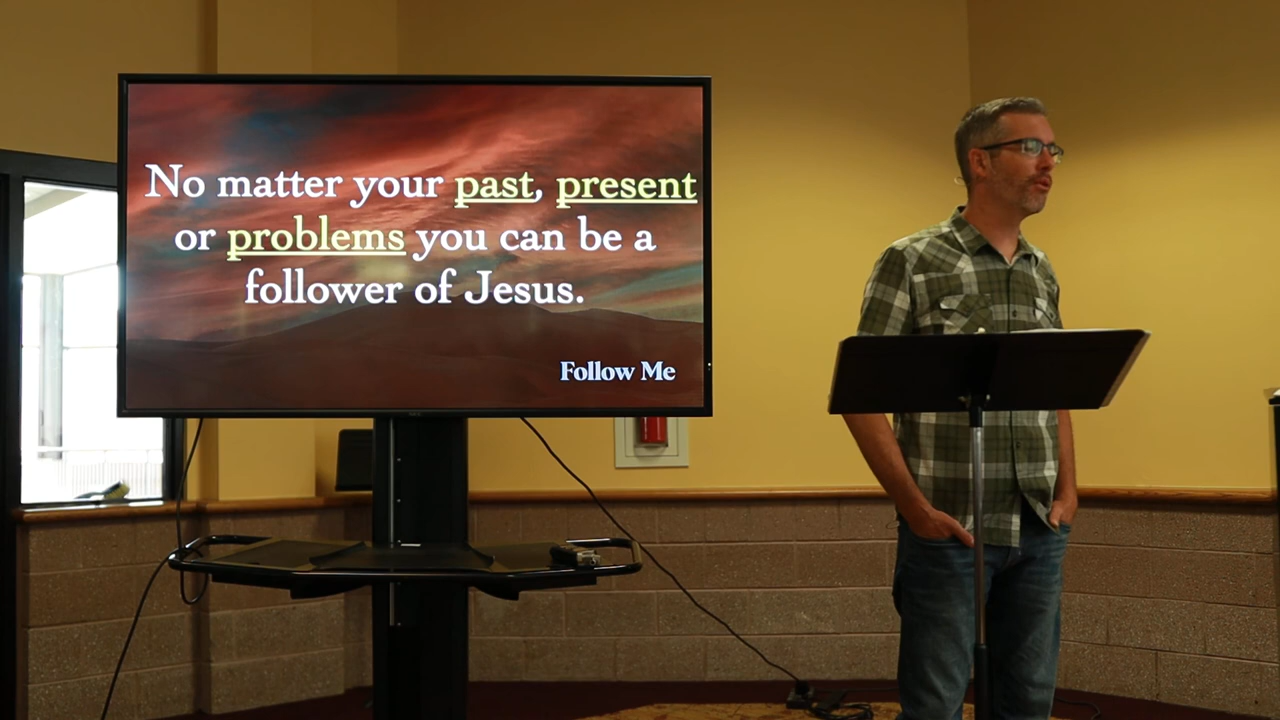 No matter your past, present
or problems you can be a
follower of Jesus.
Follow Me